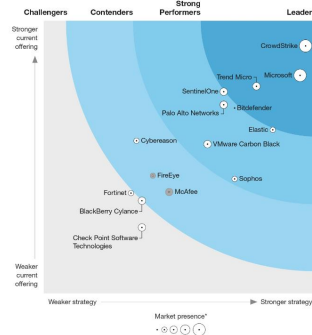 Challengers
Contenders
Strong
Performers
Leaders
Stronger
current
offering
CrowdStrike
Microsoft
Trend Micro
SentinelOne
Bitdefender
Palo Alto Networks
Elastic
Cybereason
VMware Carbon Black
FireEye
Sophos
Fortinet
McAfee
BlackBerry Cylance
Check Point Software
Technologies
Weaker
current
offering
Weaker strategy
Stronger strategy
Market presence*